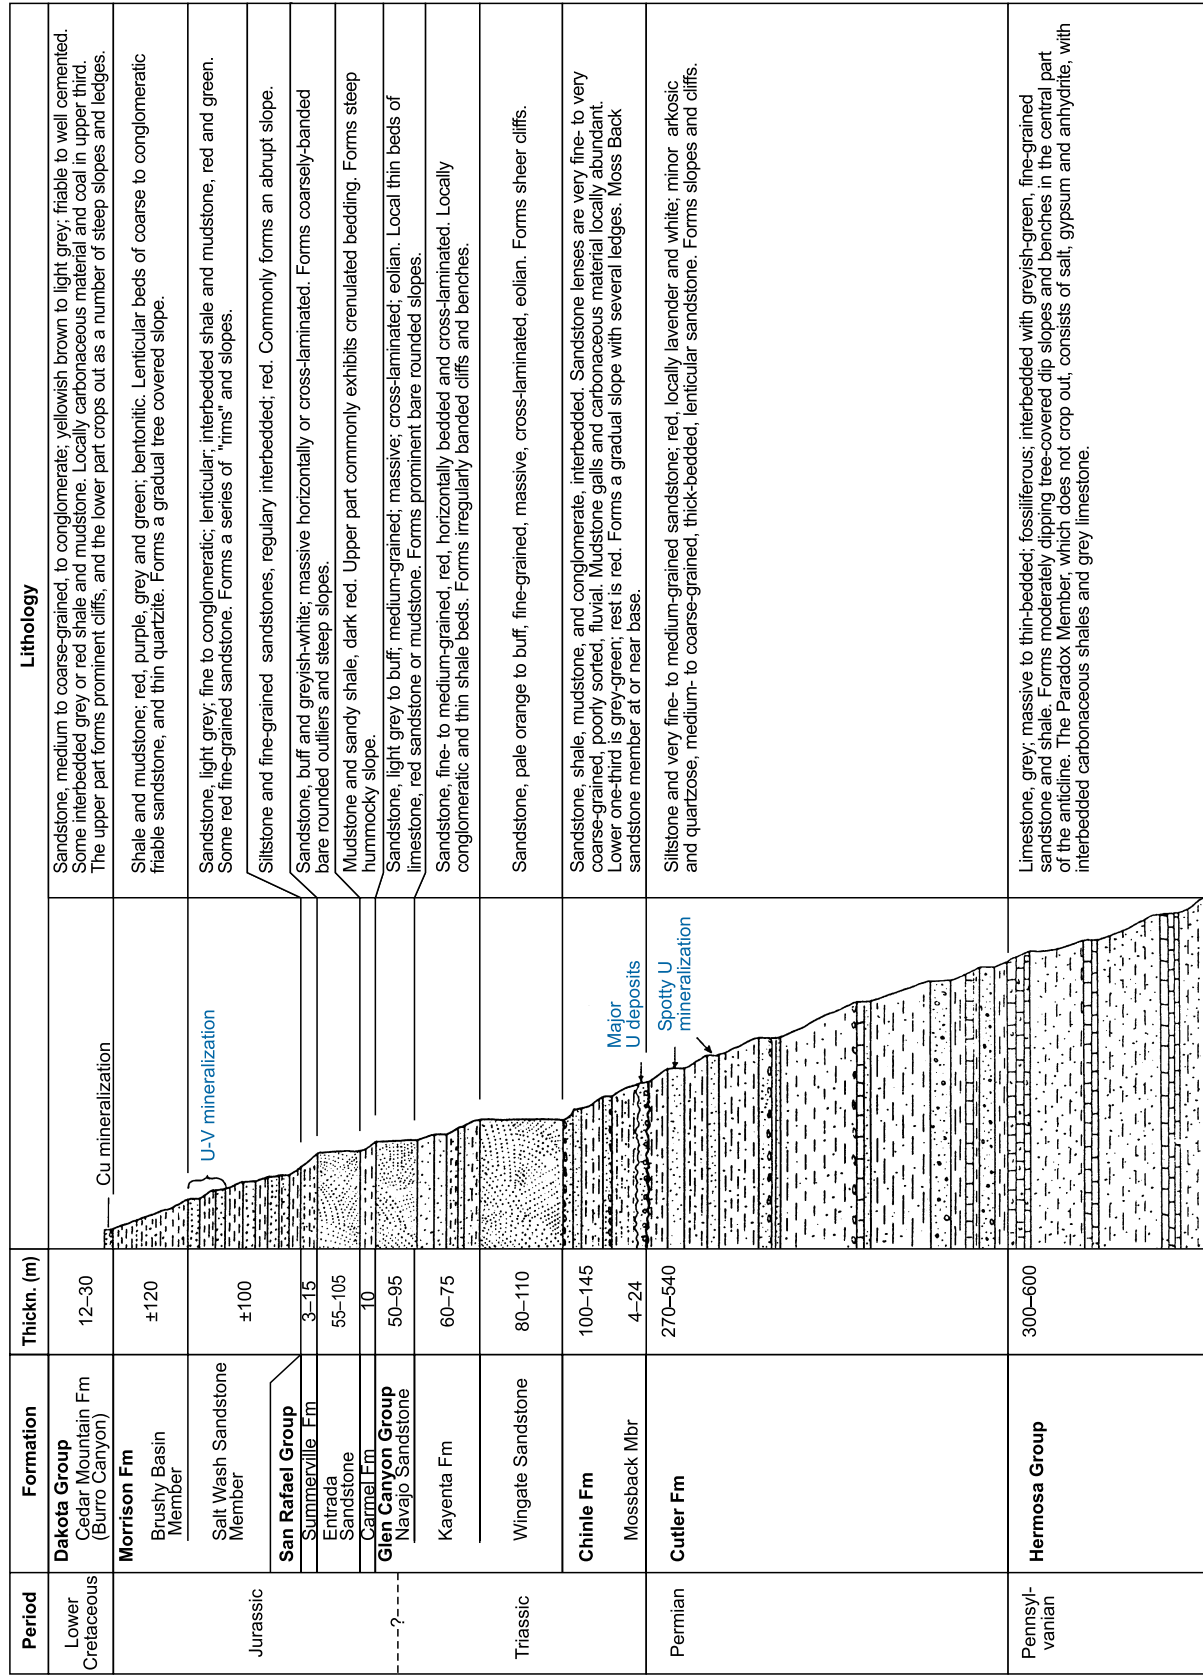 Period
Formation
Thickn. (m)
Lithology
Lower
Cretaceous
Dakota Group
Cedar Mountain Fm
(Burro Canyon)
12–30
Cu mineralization
Sandstone, medium to coarse-grained, to conglomerate; yellowish brown to light grey; friable to well cemented.
Some interbedded grey or red shale and mudstone. Locally carbonaceous material and coal in upper third.
The upper part forms prominent cliffs, and the lower part crops out as a number of steep slopes and ledges.
Jurassic
Morrison Fm
Brushy Basin
Member
±120
Shale and mudstone; red, purple, grey and green; bentonitic. Lenticular beds of coarse to conglomeratic
friable sandstone, and thin quartzite. Forms a gradual tree covered slope.
Salt Wash Sandstone
Member
±100
U-V mineralization
Sandstone, light grey; fine to conglomeratic; lenticular; interbedded shale and mudstone, red and green.
Some red fine-grained sandstone. Forms a series of "rims" and slopes.
San Rafael Group
Summerville Fm
3–15
Siltstone and fine-grained sandstones, regulary interbedded; red. Commonly forms an abrupt slope.
Entrada
Sandstone
55–105
Sandstone, buff and greyish-white; massive horizontally or cross-laminated. Forms coarsely-banded
bare rounded outliers and steep slopes.
Carmel Fm
10
Mudstone and sandy shale, dark red. Upper part commonly exhibits crenulated bedding. Forms steep
hummocky slope.
?
Glen Canyon Group
Navajo Sandstone
50–95
Sandstone, light grey to buff; medium-grained; massive; cross-laminated; eolian. Local thin beds of
limestone, red sandstone or mudstone. Forms prominent bare rounded slopes.
Triassic
Kayenta Fm
60–75
Sandstone, fine- to medium-grained, red, horizontally bedded and cross-laminated. Locally
conglomeratic and thin shale beds. Forms irregularly banded cliffs and benches.
Wingate Sandstone
80–110
Sandstone, pale orange to buff, fine-grained, massive, cross-laminated, eolian. Forms sheer cliffs.
Chinle Fm
100–145
Mossback Mbr
4–24
Major
U deposits
Sandstone, shale, mudstone, and conglomerate, interbedded. Sandstone lenses are very fine- to very
coarse-grained, poorly sorted, fluvial. Mudstone galls and carbonaceous material locally abundant.
Lower one-third is grey-green; rest is red. Forms a gradual slope with several ledges. Moss Back
sandstone member at or near base.
Permian
Cutler Fm
270–540
Spotty U
mineralization
Siltstone and very fine- to medium-grained sandstone; red, locally lavender and white; minor arkosic
and quartzose, medium- to coarse-grained, thick-bedded, lenticular sandstone. Forms slopes and cliffs.
Pennsyl-
vanian
Hermosa Group
300–600
Limestone, grey; massive to thin-bedded; fossiliferous; interbedded with greyish-green, fine-grained
sandstone and shale. Forms moderately dipping tree-covered dip slopes and benches in the central part
of the anticline. The Paradox Member, which does not crop out, consists of salt, gypsum and anhydrite, with
interbedded carbonaceous shales and grey limestone.